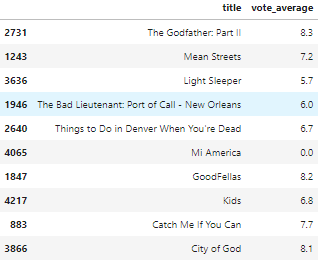 title vote_average
2731 The Godfather: Part II 8.3
1243 Mean Streets 7.2
3636 Light Sleeper 5.7
1946 The Bad Lieutenant: Port of Call - New Orleans 6.0
2640 Things to Do in Denver When You're Dead 6.7
4065 Mi America 0.0
1847 GoodFellas 8.2
4217 Kids 6.8
883 Catch Me If You Can 7.7
3866 City of God 8.1